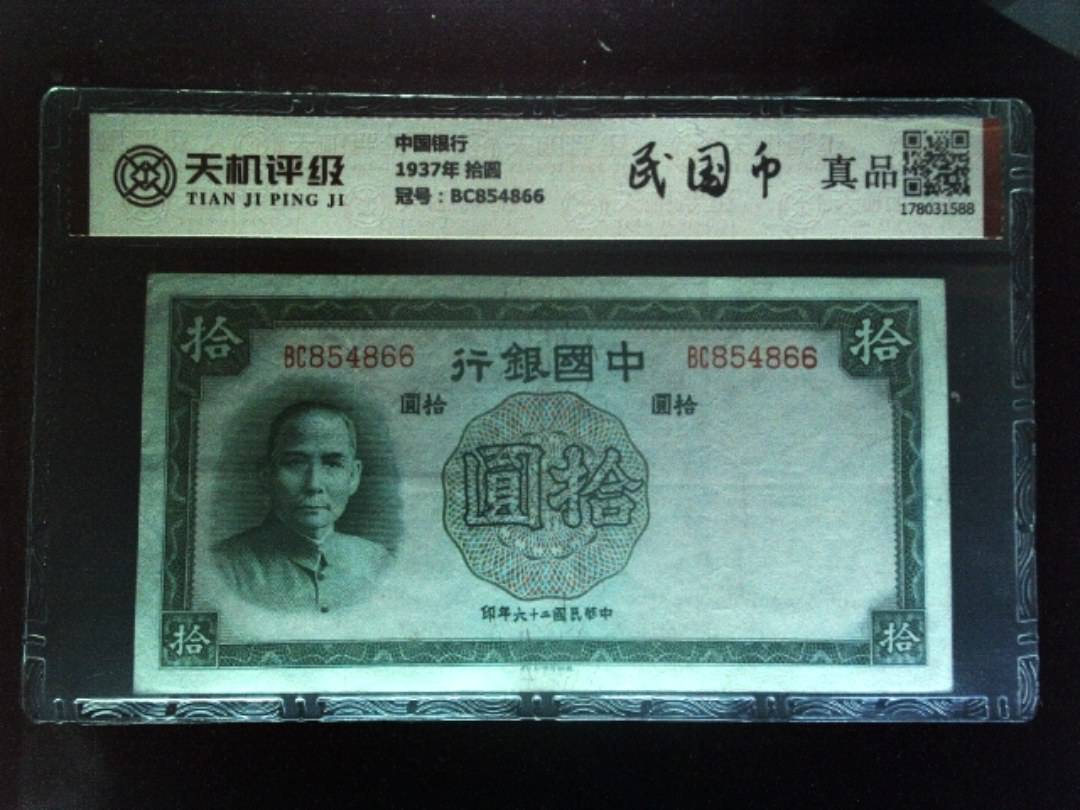 天机评级
TIAN JI PING JI
中国银行
1937年 拾圆
冠号：BC854866
民国币
真品
178031588
拾
拾
BC854866
行銀國中
BC854866
圓拾
圓拾
圓拾
印年六十二國民華中
拾
拾